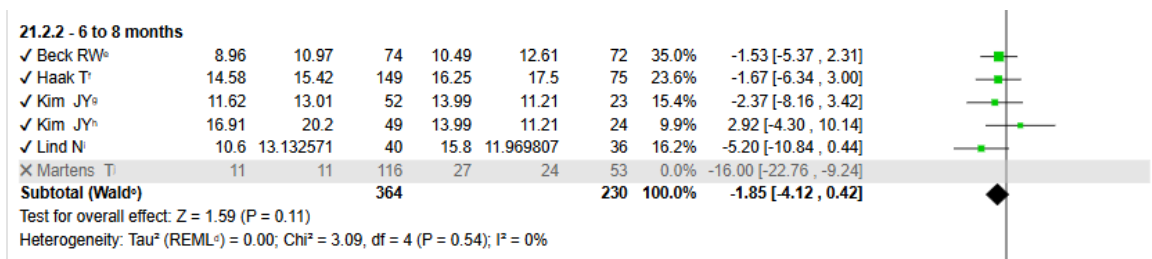 21.2.2 - 6 to 8 months
✓ Beck RWᵉ 8.96 10.97 74 10.49 12.61 72 35.0% -1.53 [-5.37 , 2.31]
✓ Haak Tᶠ 14.58 15.42 149 16.25 17.5 75 23.6% -1.67 [-6.34 , 3.00]
✓ Kim JYᵍ 11.62 13.01 52 13.99 11.21 23 15.4% -2.37 [-8.16 , 3.42]
✓ Kim JYʰ 16.91 20.2 49 13.99 11.21 24 9.9% 2.92 [-4.30 , 10.14]
✓ Lind Nⁱ 10.6 13.132571 40 15.8 11.969807 36 16.2% -5.20 [-10.84 , 0.44]
✕ Martens Tʲ 11 11 116 27 24 53 0.0% -16.00 [-22.76 , -9.24]
Subtotal (Waldᶜ) 364 230 100.0% -1.85 [-4.12 , 0.42]
Test for overall effect: Z = 1.59 (P = 0.11)
Heterogeneity: Tau² (REMLᵈ) = 0.00; Chi² = 3.09, df = 4 (P = 0.54); I² = 0%